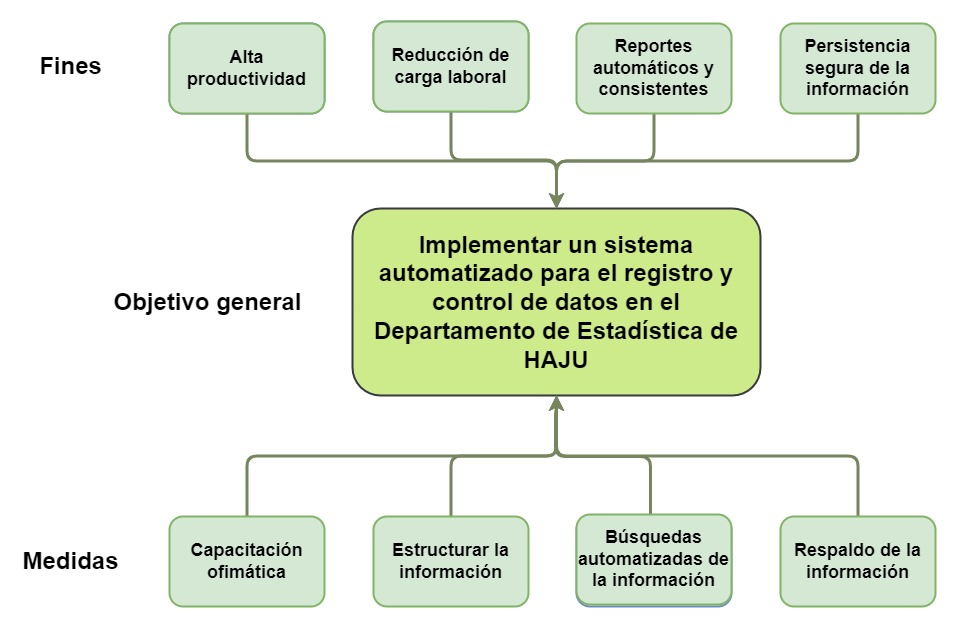 Fines
Alta
productividad
Reducción de
carga laboral
Reportes
automáticos y
consistentes
Persistencia
segura de la
información
Objetivo general
Implementar un sistema
automatizado para el registro y
control de datos en el
Departamento de Estadística de
HAJU
Medidas
Capacitación
ofimática
Estructurar la
información
Búsquedas
automatizadas de
la información
Respaldo de la
información